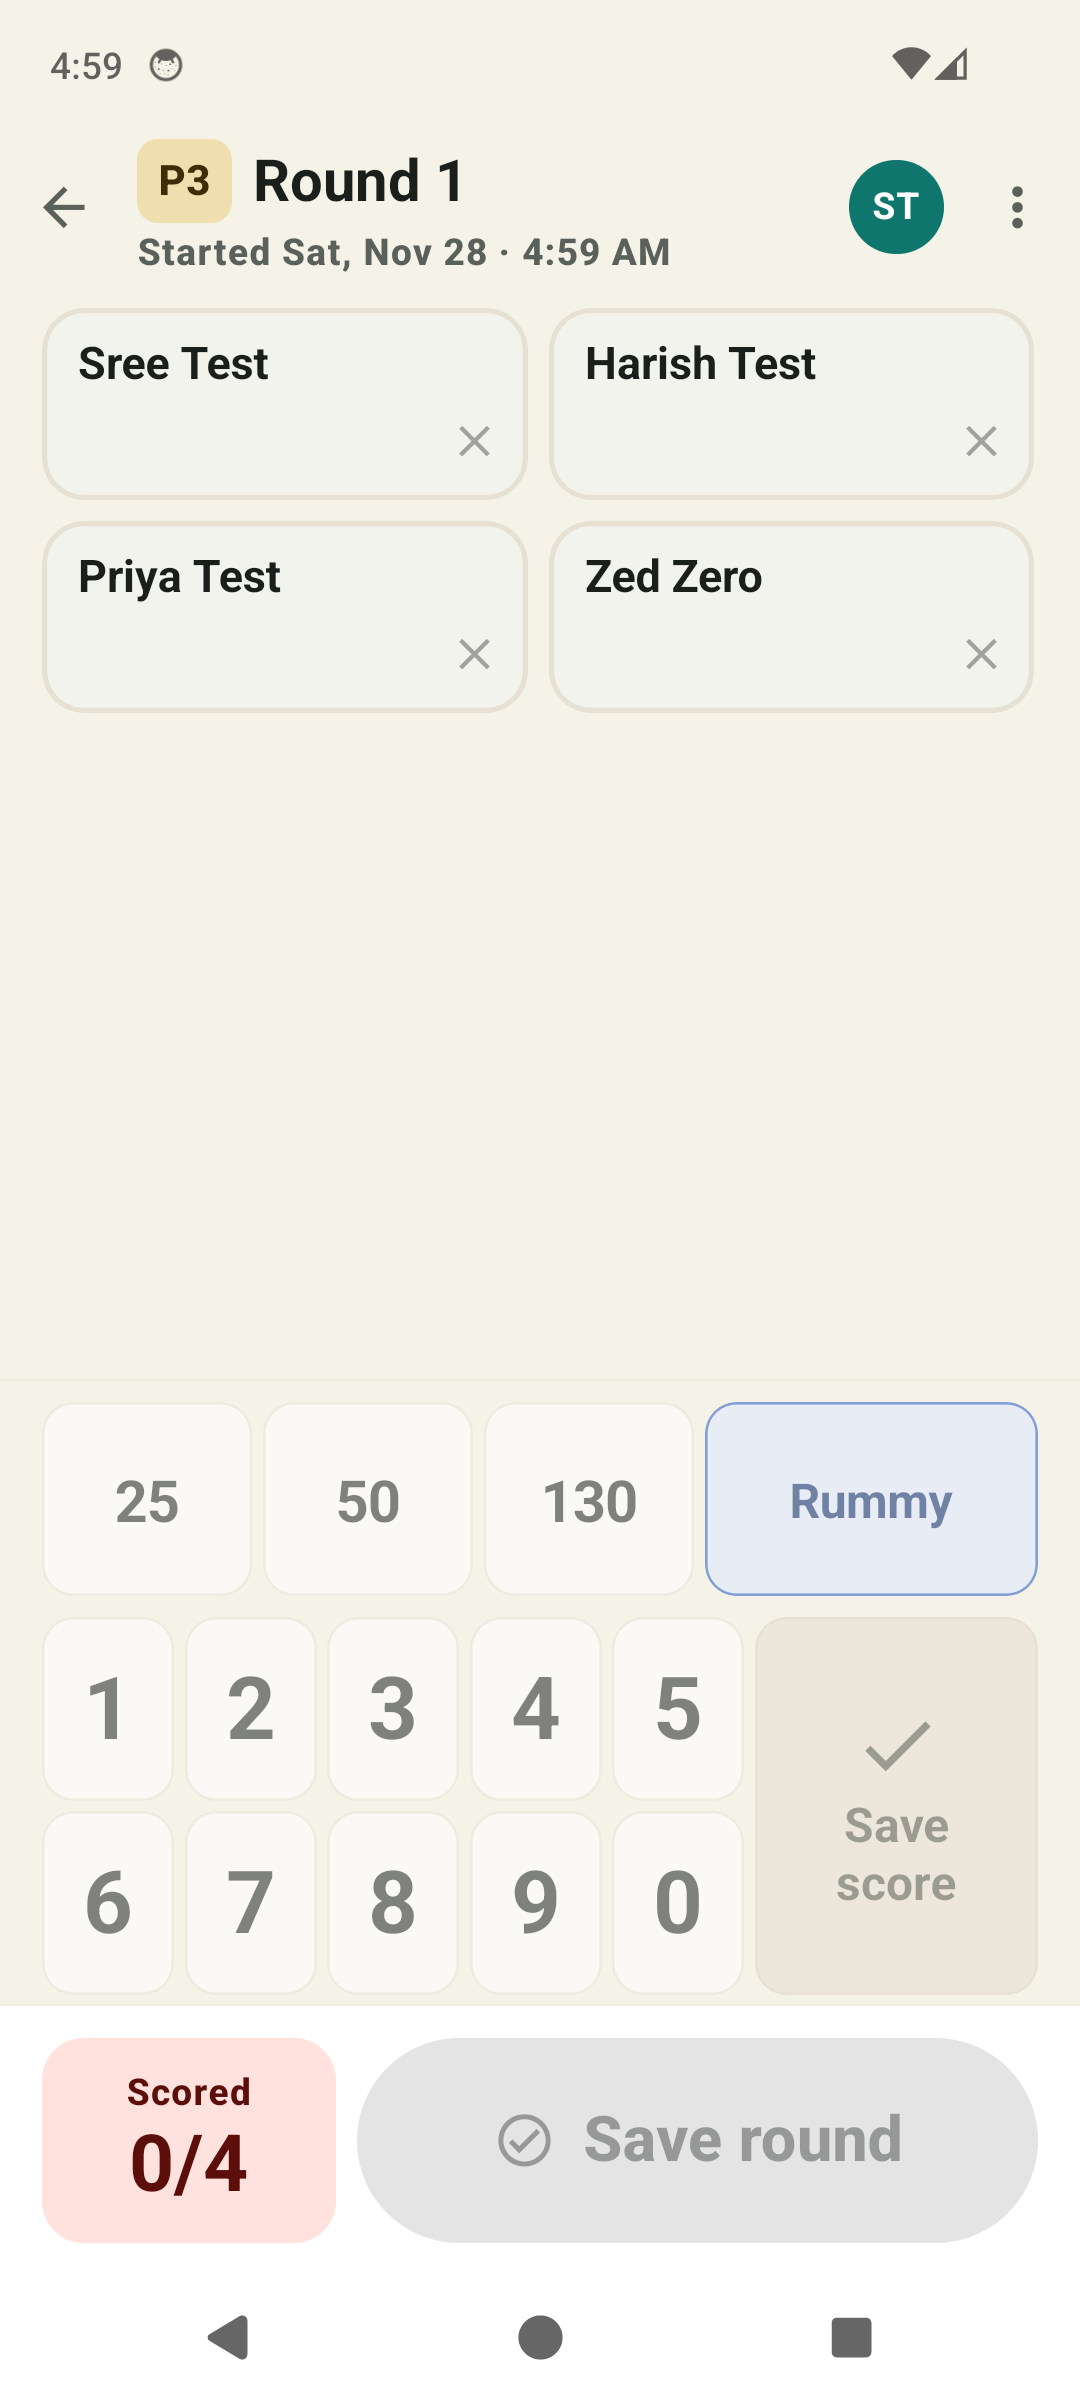 4:59
P3 Round 1
Started Sat, Nov 28 · 4:59 AM
ST
Sree Test
Harish Test
Priya Test
Zed Zero
25 50 130 Rummy
1 2 3 4 5
6 7 8 9 0
Save
score
Scored
0/4
Save round